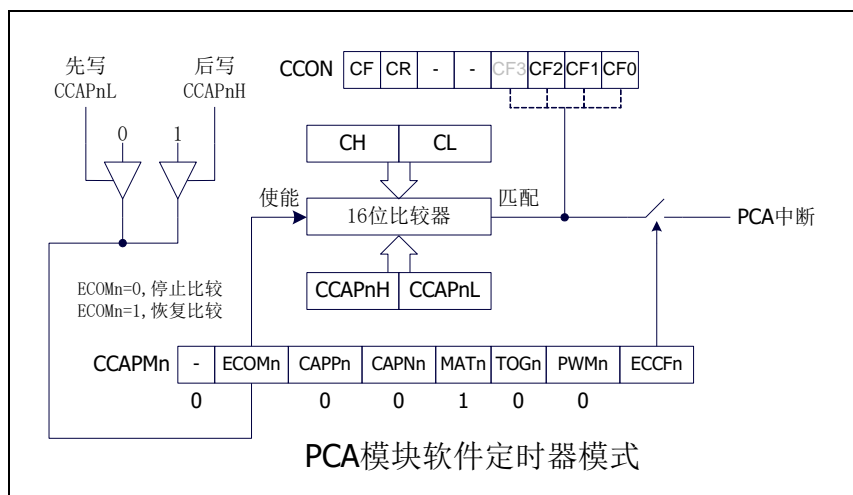 先写 CCAPnL
后写 CCAPnH
CCON CF CR - - CF3 CF2 CF1 CF0
0 1
CH CL
使能
16位比较器
匹配
PCA中断
CCAPnH CCAPnL
ECOMn=0,停止比较
ECOMn=1,恢复比较
CCAPMn - ECOMn CAPPn CAPNn MATn TOGn PWMn ECCFn
0 0 0 1 0 0
PCA模块软件定时器模式